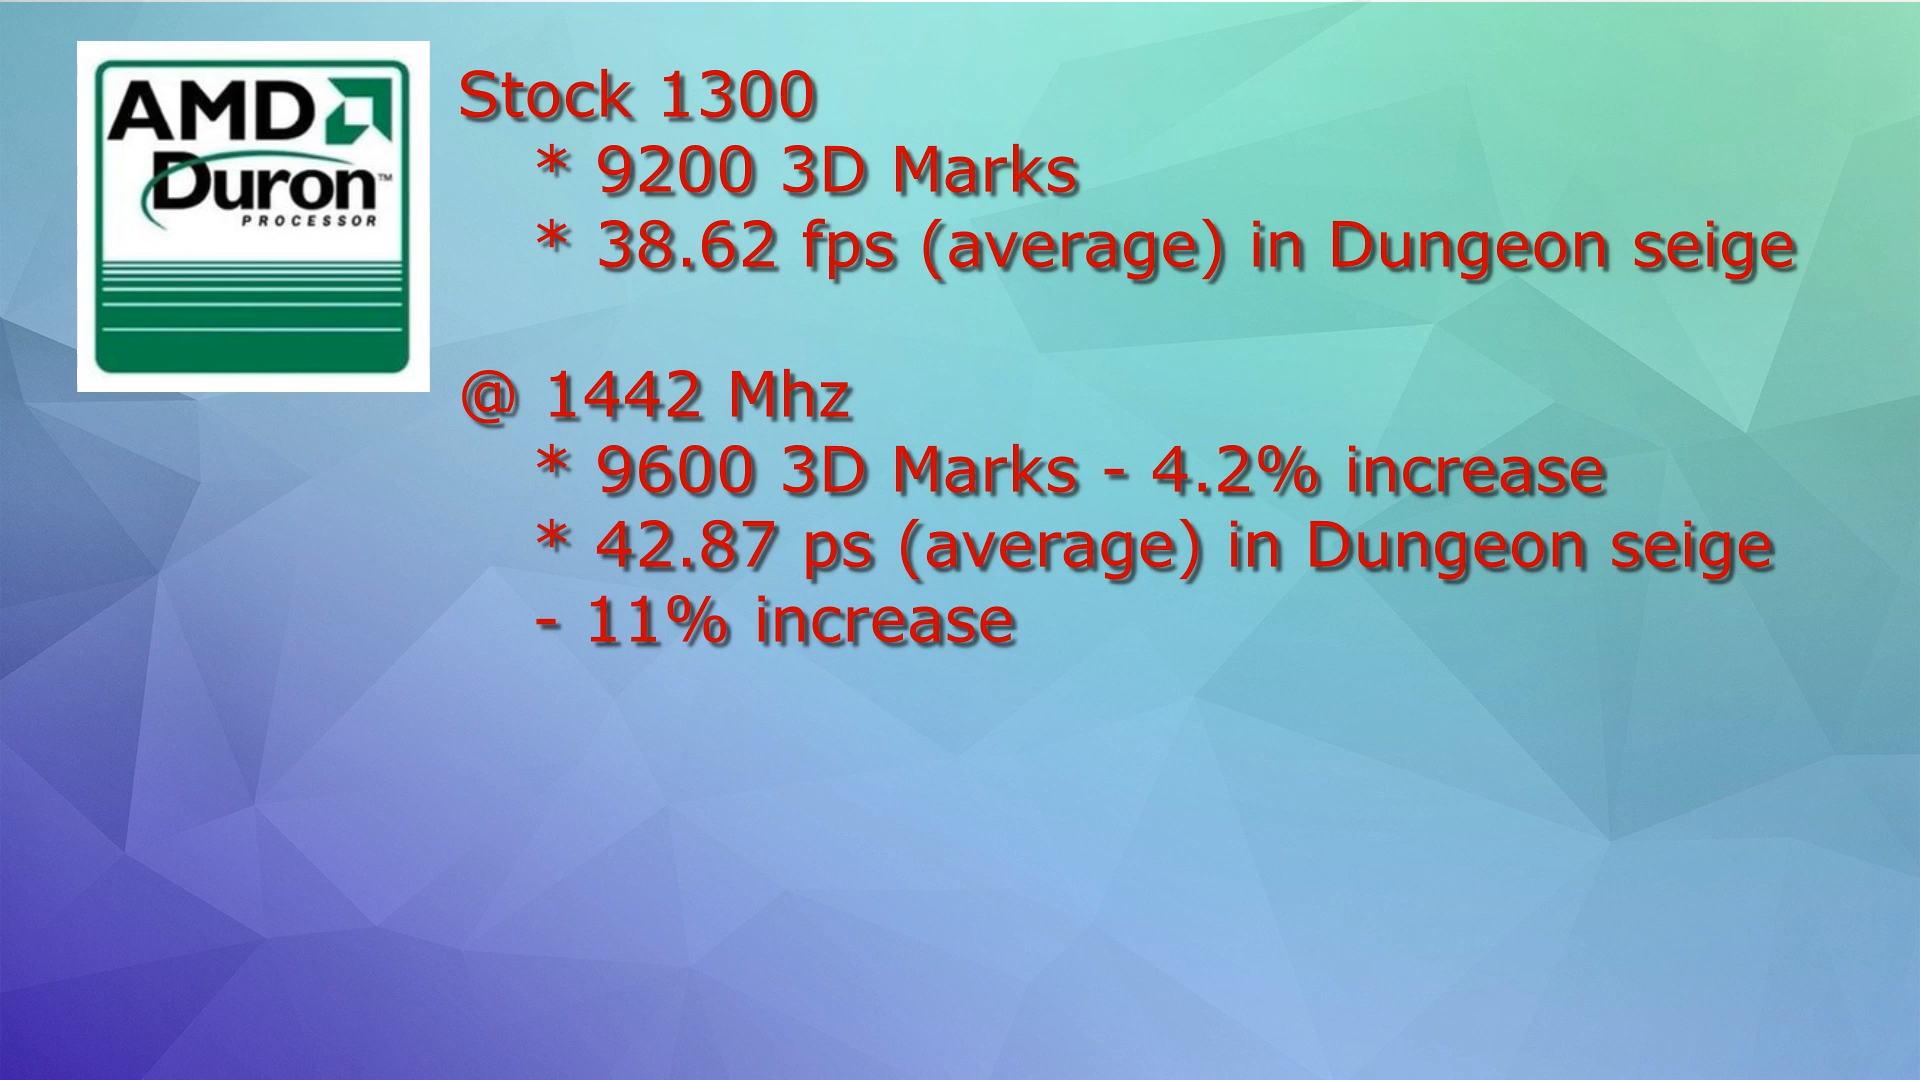 AMD
Duron™
PROCESSOR
Stock 1300
* 9200 3D Marks
* 38.62 fps (average) in Dungeon seige
@ 1442 Mhz
* 9600 3D Marks - 4.2% increase
* 42.87 ps (average) in Dungeon seige
- 11% increase